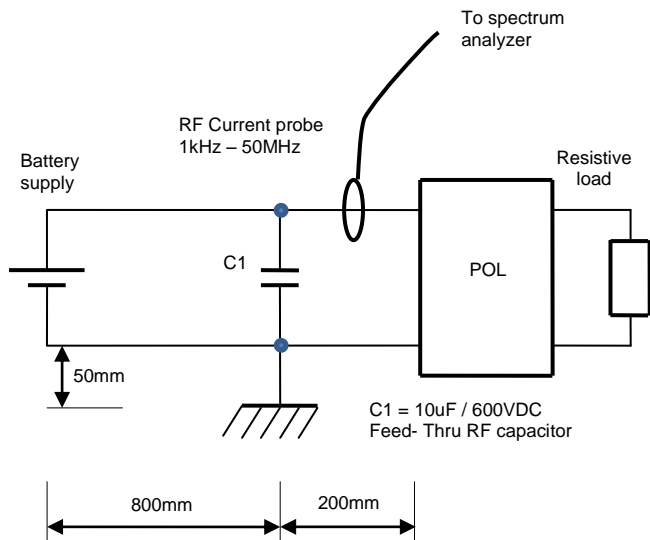 To spectrum
analyzer
RF Current probe
1kHz – 50MHz
Battery
supply
Resistive
load
C1
POL
50mm
C1 = 10uF / 600VDC
Feed- Thru RF capacitor
800mm
200mm